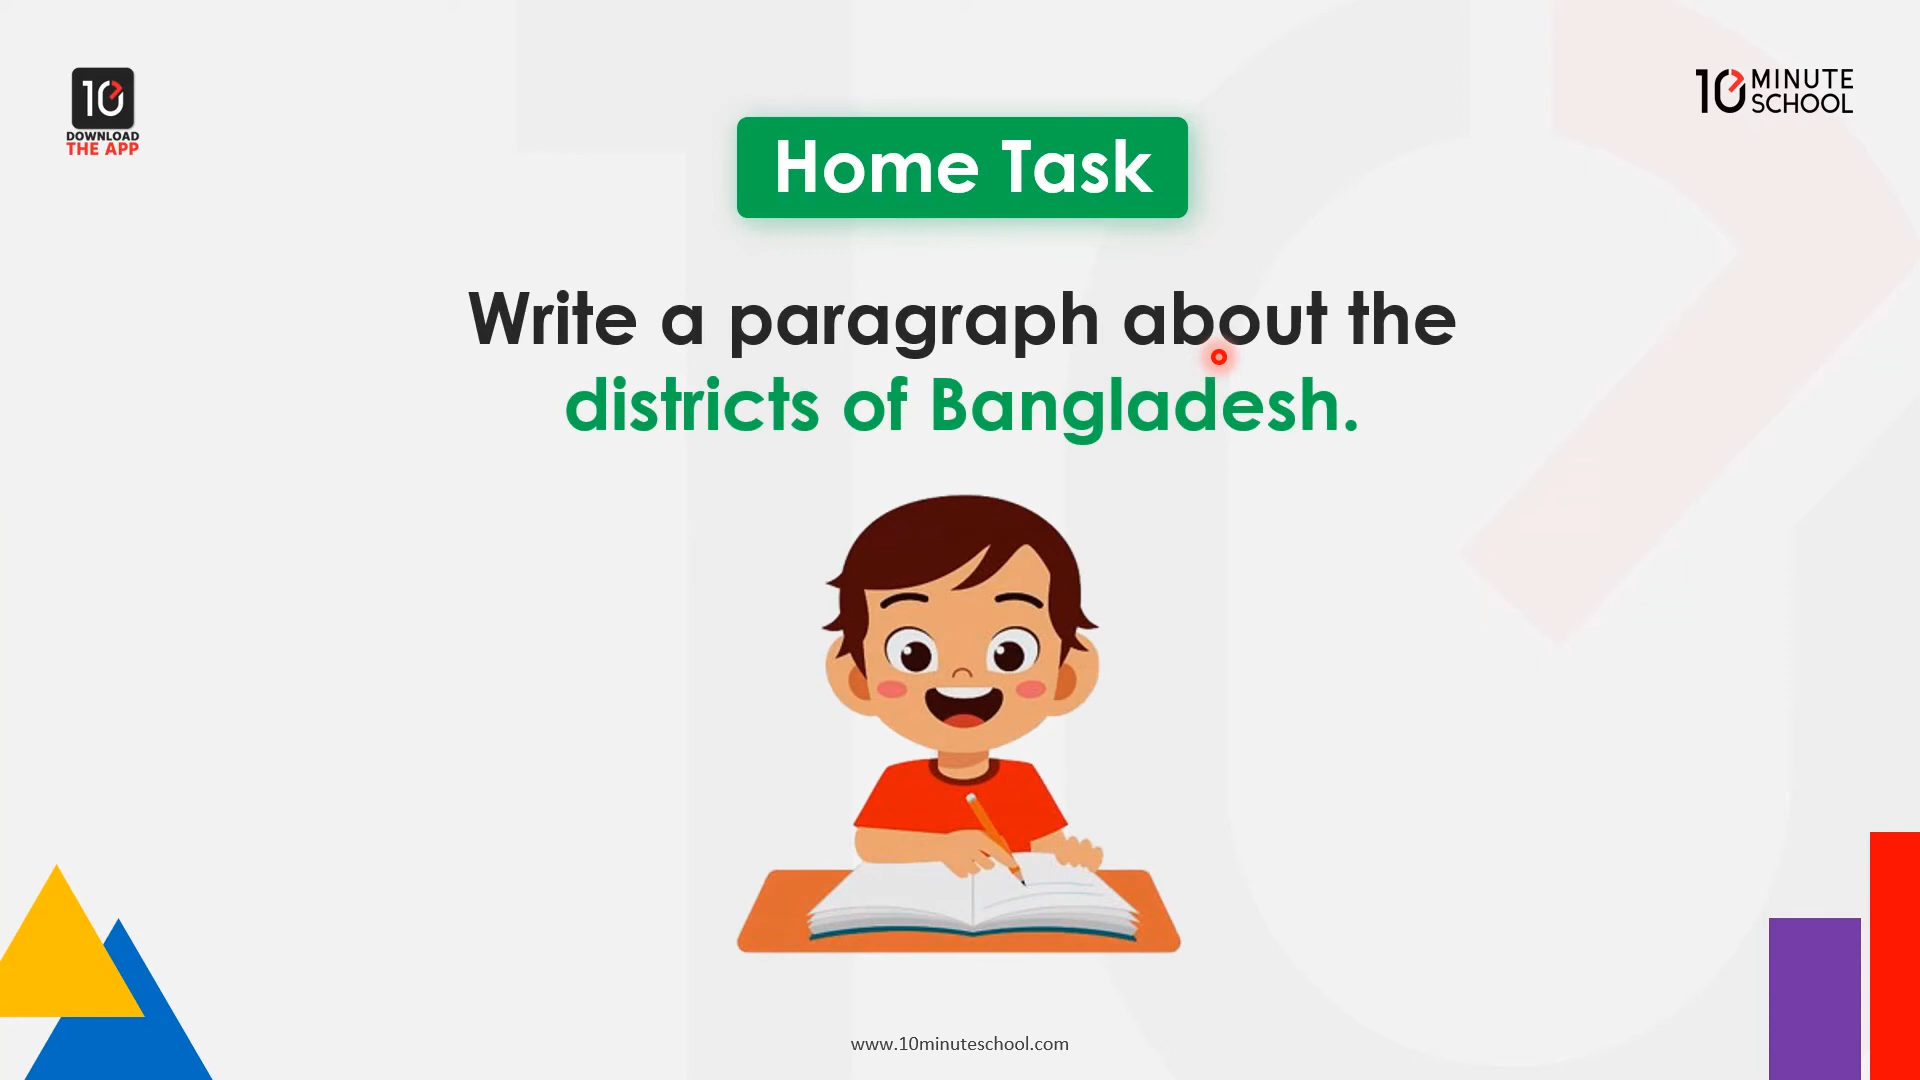 10
DOWNLOAD
THE APP
10 MINUTE
SCHOOL
Home Task
Write a paragraph about the
districts of Bangladesh.
www.10minuteschool.com